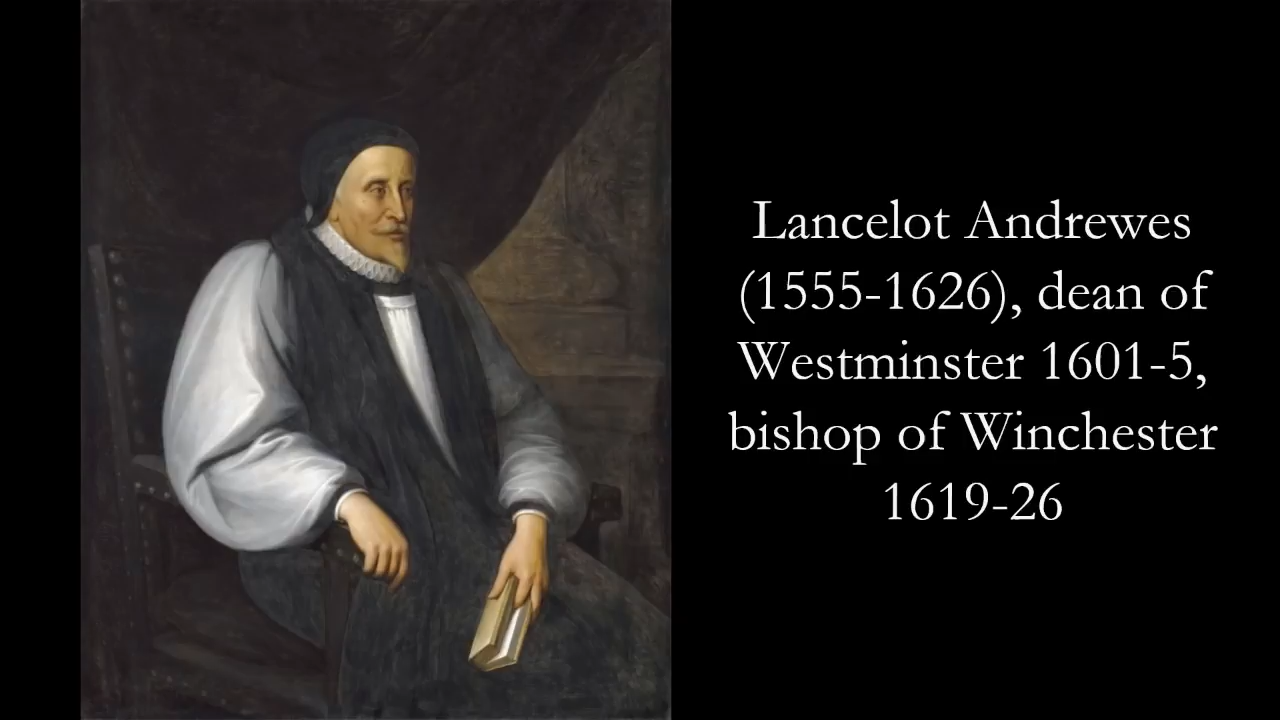 Lancelot Andrewes
(1555-1626), dean of
Westminster 1601-5,
bishop of Winchester
1619-26